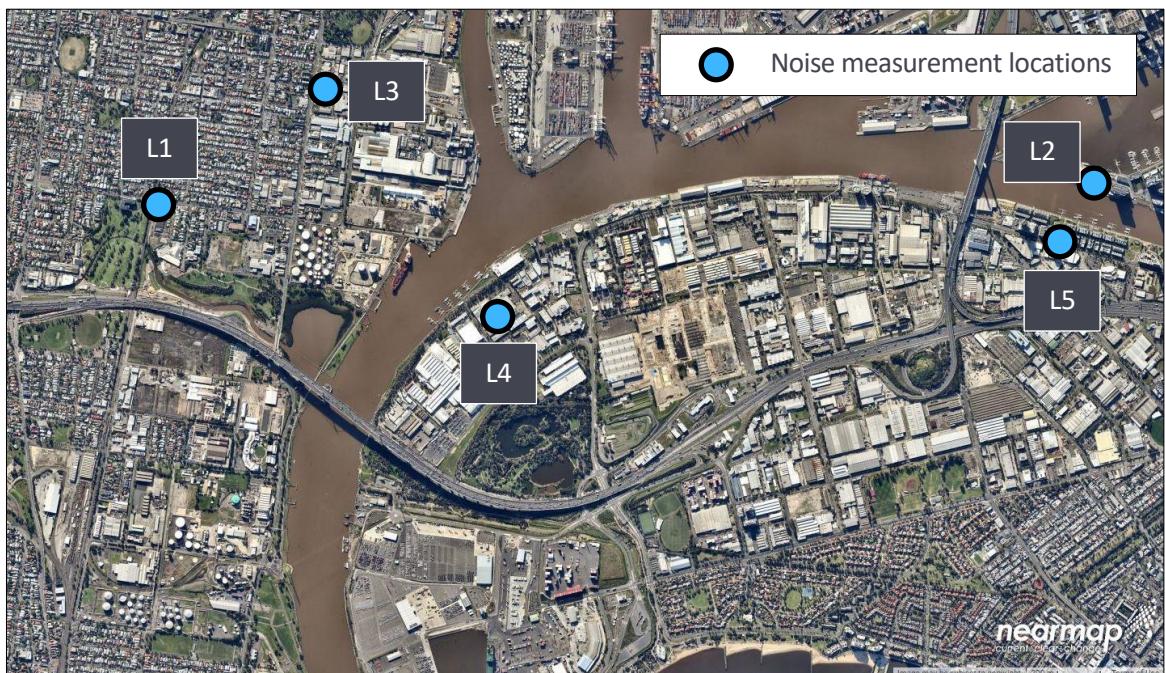 Noise measurement locations
L3
L1
L2
L5
L4
nearmap
current:clear:change